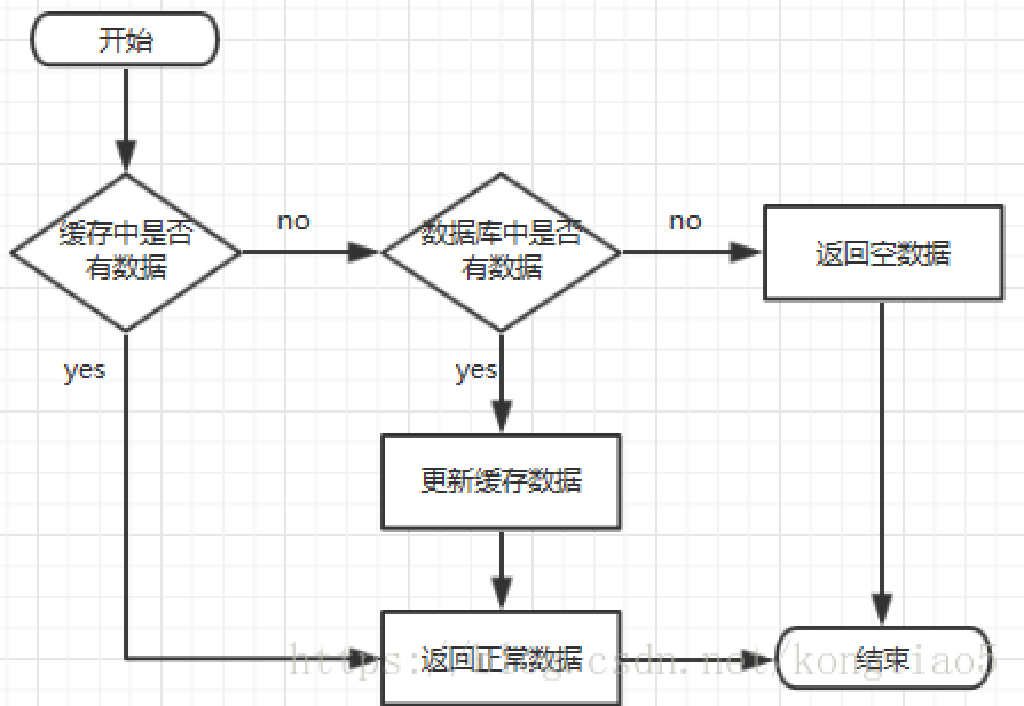 开始
缓存中是否
有数据
no
数据库中是否
有数据
no
返回空数据
yes
yes
更新缓存数据
返回正常数据
结束
https://blog.csdn.net/kongtiao5